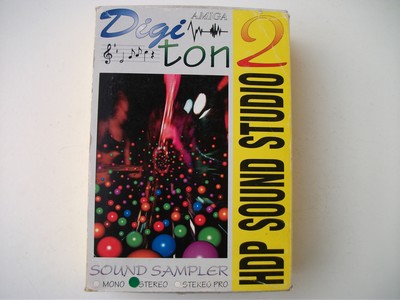 Digi
AMIGA
ton
SOUND SAMPLER
MONO STEREO STEREO PRO
HDP SOUND STUDIO 2